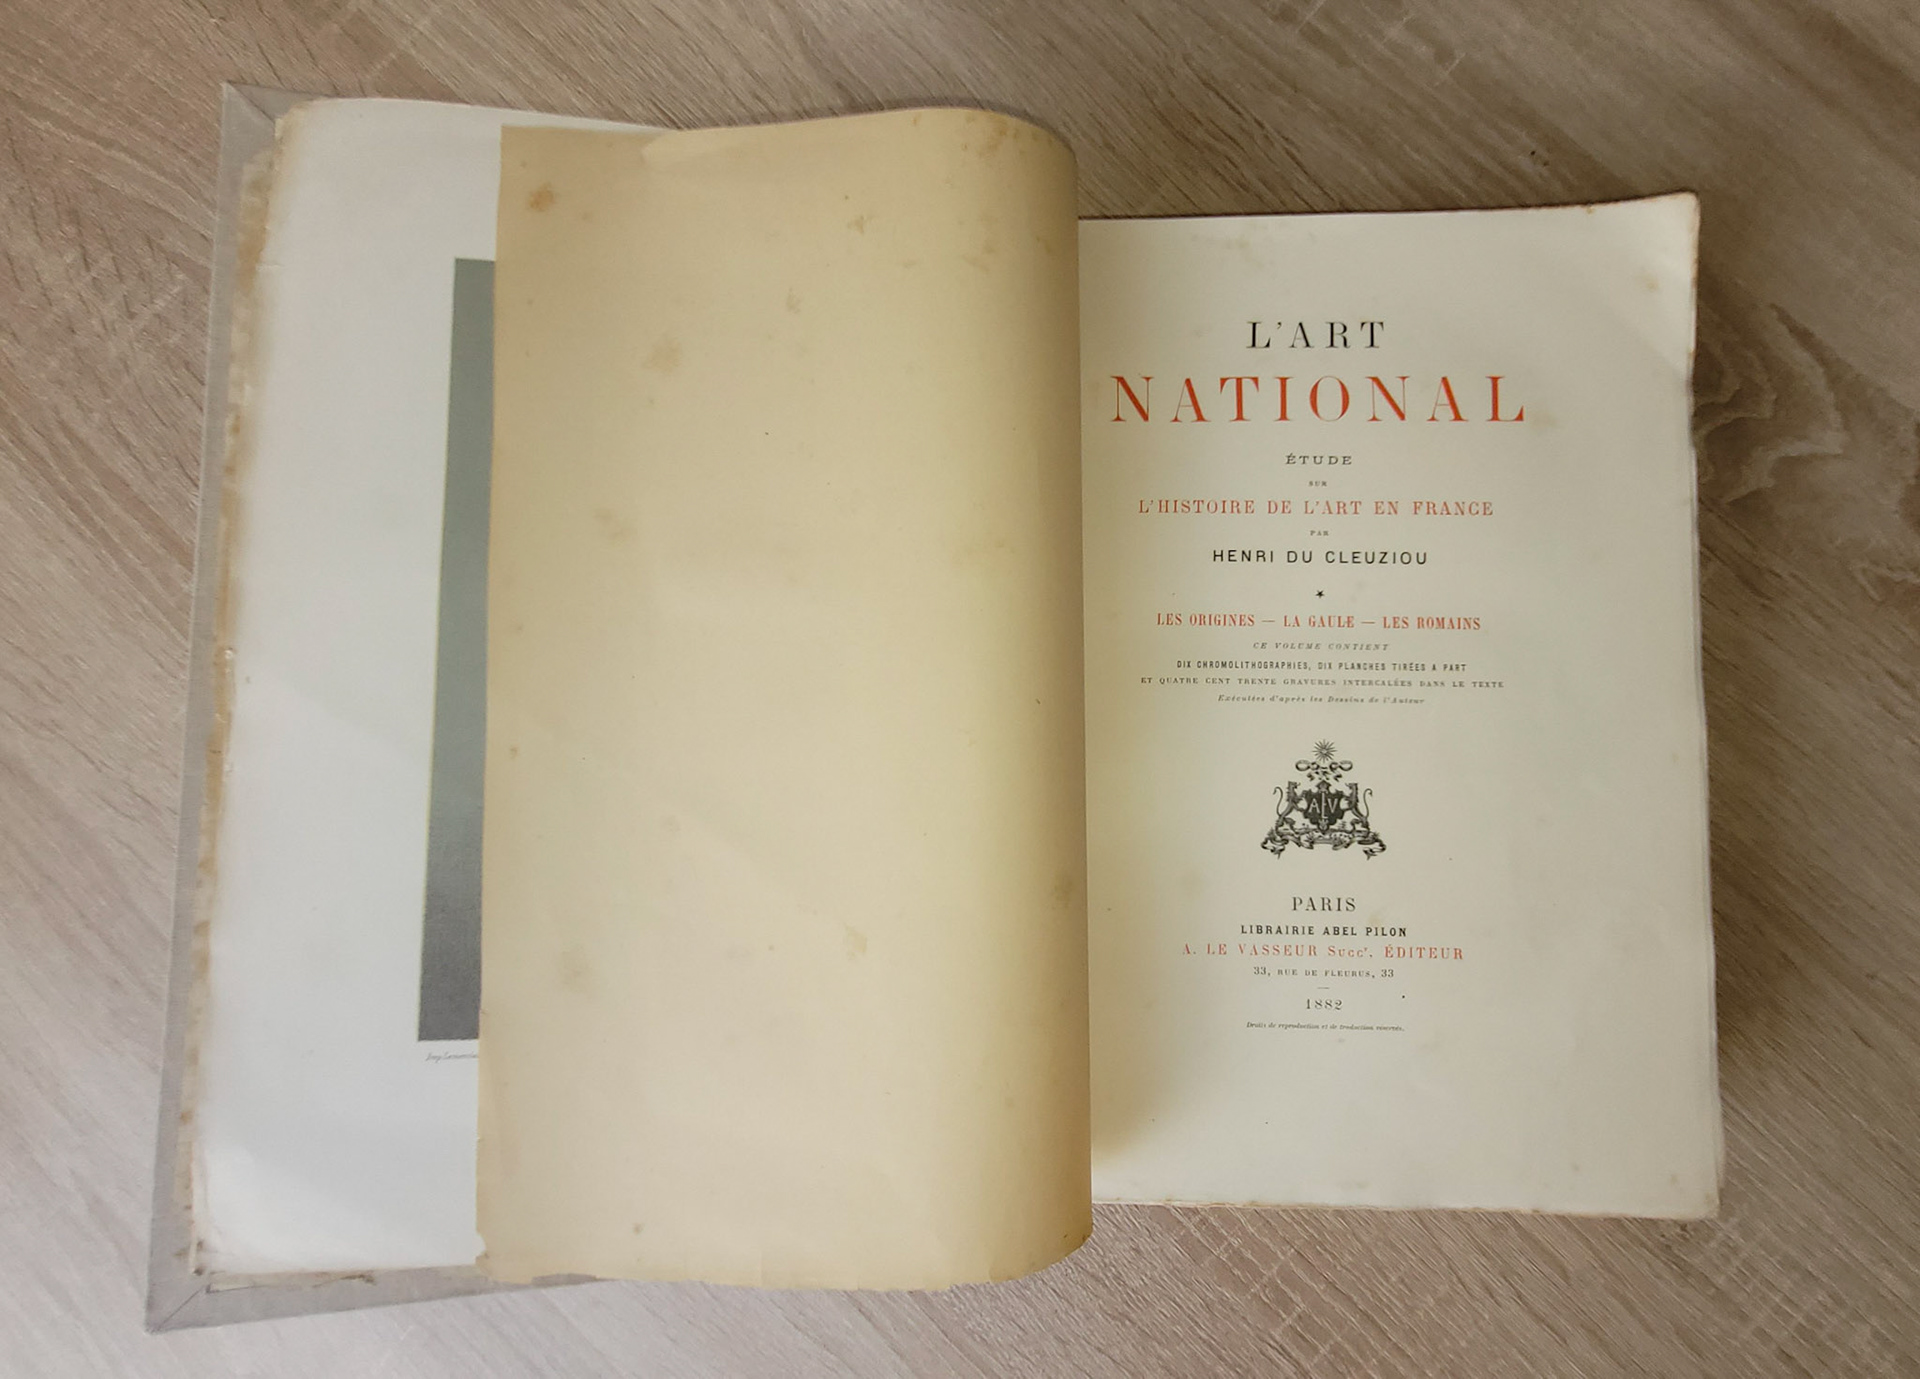 L'ART
NATIONAL
ÉTUDE
SUR
L'HISTOIRE DE L'ART EN FRANCE
PAR
HENRI DU CLEUZIOU
★
LES ORIGINES — LA GAULE — LES ROMAINS
CE VOLUME CONTIENT
DIX CHROMOLITHOGRAPHIES, DIX PLANCHES TIRÉES A PART
ET QUATRE CENT TRENTE GRAVURES INTERCALÉES DANS LE TEXTE
Exécutées d'après les Dessins de l'Auteur
ALV
PARIS
LIBRAIRIE ABEL PILON
A. LE VASSEUR Succr, ÉDITEUR
33, RUE DE FLEURUS, 33
1882
Droits de reproduction et de traduction réservés.